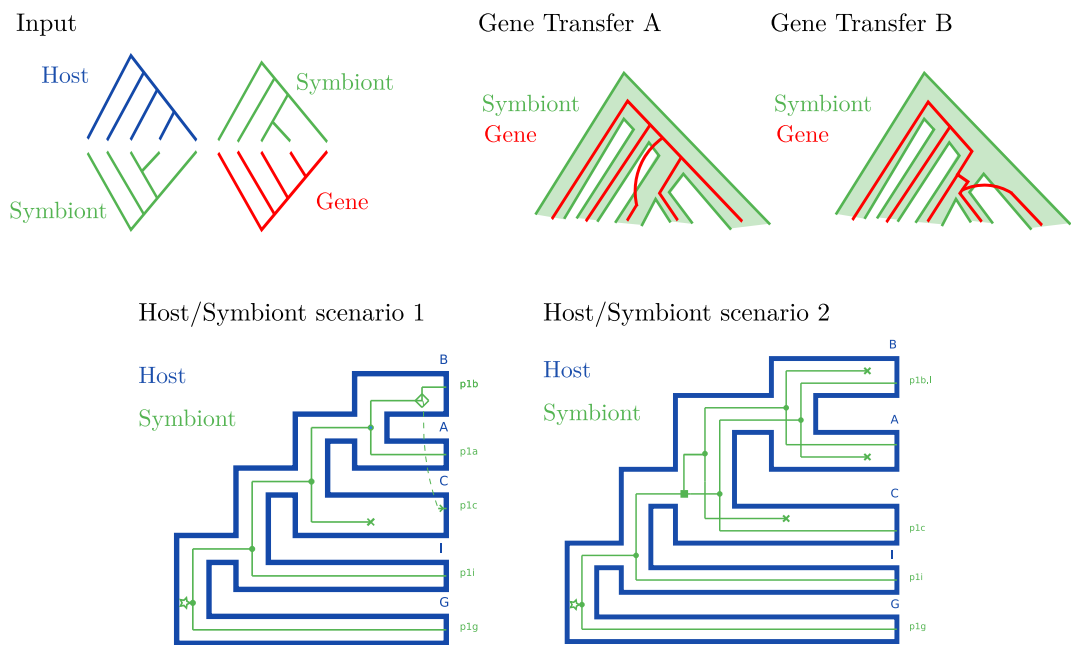 Input
Gene Transfer A
Gene Transfer B
Host
Symbiont
Symbiont
Gene
Symbiont
Gene
Symbiont
Gene
Host/Symbiont scenario 1
Host/Symbiont scenario 2
Host
Symbiont
B
p1b
A
p1a
C
p1c
I
p1i
G
p1g
Host
Symbiont
B
p1b,l
A
C
p1c
I
p1i
G
p1g